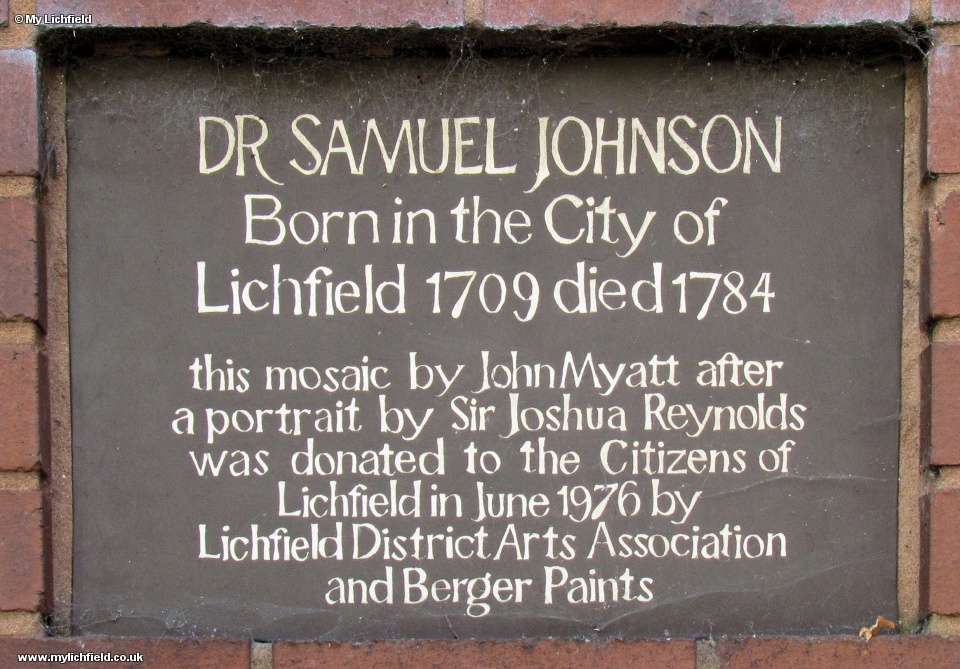 © My Lichfield
DR SAMUEL JOHNSON
Born in the City of
Lichfield 1709 died 1784
this mosaic by John Myatt after
a portrait by Sir Joshua Reynolds
was donated to the Citizens of
Lichfield in June 1976 by
Lichfield District Arts Association
and Berger Paints
www.mylichfield.co.uk